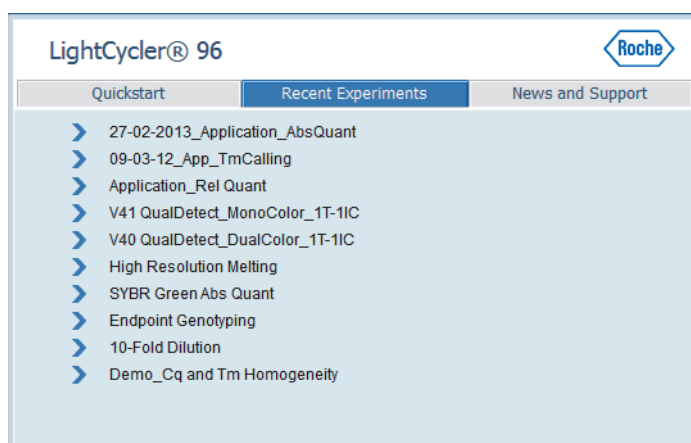 LightCycler® 96
Roche
Quickstart
Recent Experiments
News and Support
27-02-2013_Application_AbsQuant
09-03-12_App_TmCalling
Application_Rel Quant
V41 QualDetect_MonoColor_1T-1IC
V40 QualDetect_DualColor_1T-1IC
High Resolution Melting
SYBR Green Abs Quant
Endpoint Genotyping
10-Fold Dilution
Demo_Cq and Tm Homogeneity